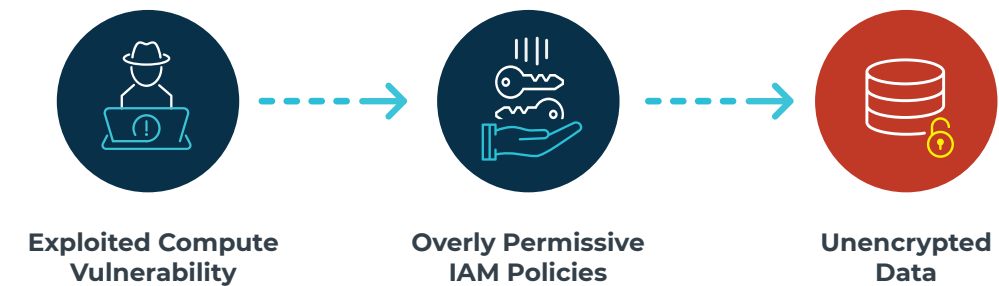 Exploited Compute
Vulnerability
Overly Permissive
IAM Policies
Unencrypted
Data